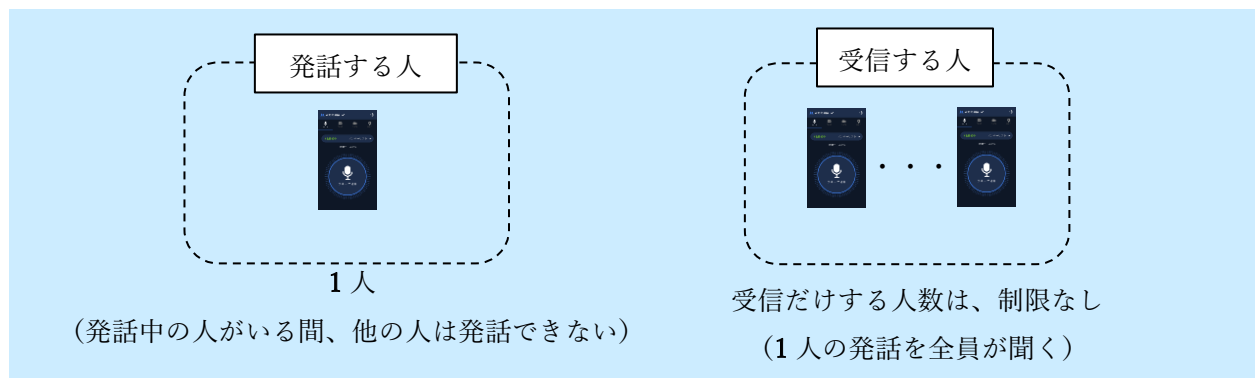 発話する人
1人
(発話中の人がいる間、他の人は発話できない)
受信する人
・・・
受信だけする人数は、制限なし
(1人の発話を全員が聞く)